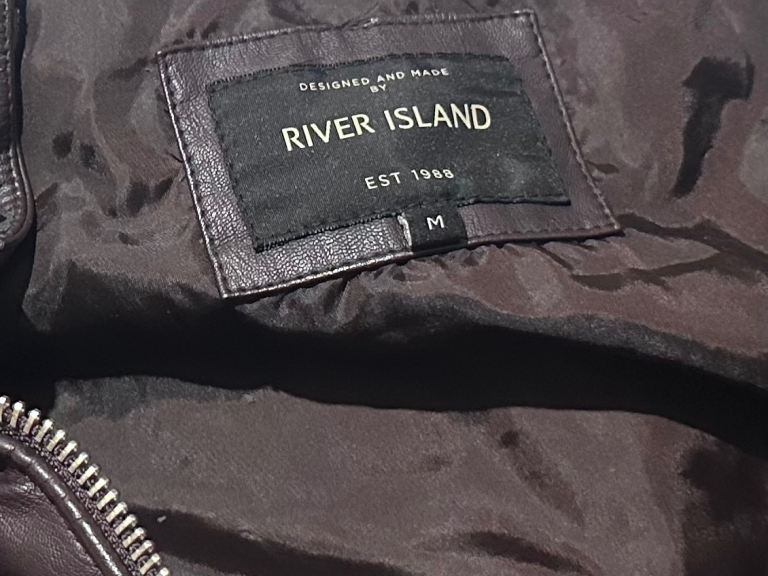 DESIGNED AND MADE
BY
RIVER ISLAND
EST 1988
M